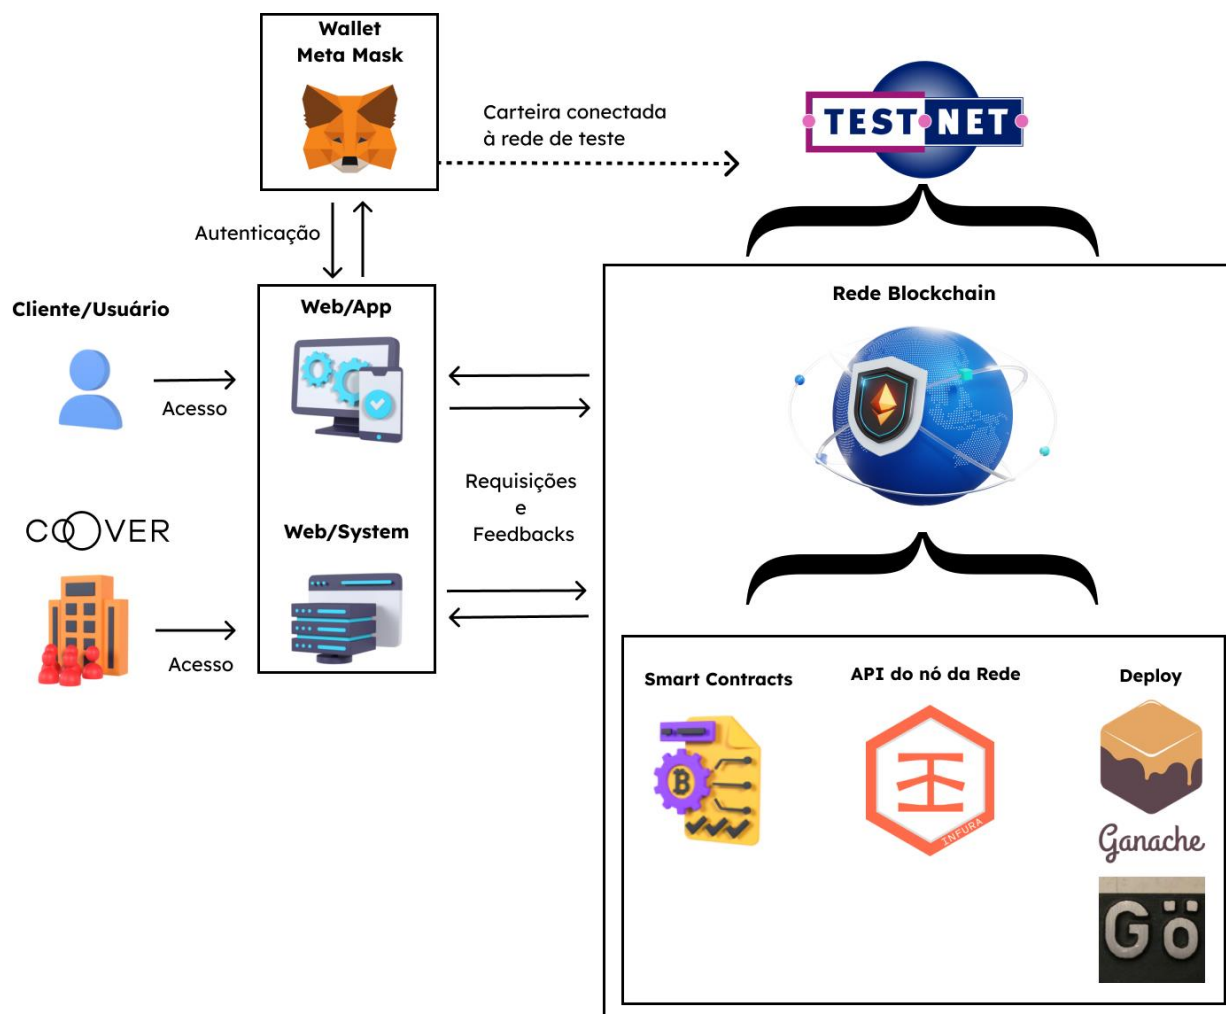 Wallet
Meta Mask
Carteira conectada
à rede de teste
TEST NET
Autenticação
Cliente/Usuário
Web/App
Rede Blockchain
Acesso
Requisições
e
Feedbacks
COOVER
Web/System
Acesso
Smart Contracts
API do nó da Rede
Deploy
INFURA
Ganache
Gö